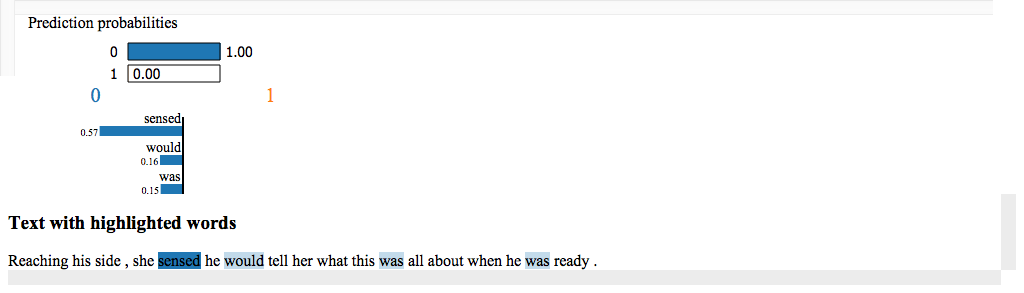 Prediction probabilities
0 1.00
1 0.00
0 1
sensed
0.57
would
0.16
was
0.15
Text with highlighted words
Reaching his side , she sensed he would tell her what this was all about when he was ready .